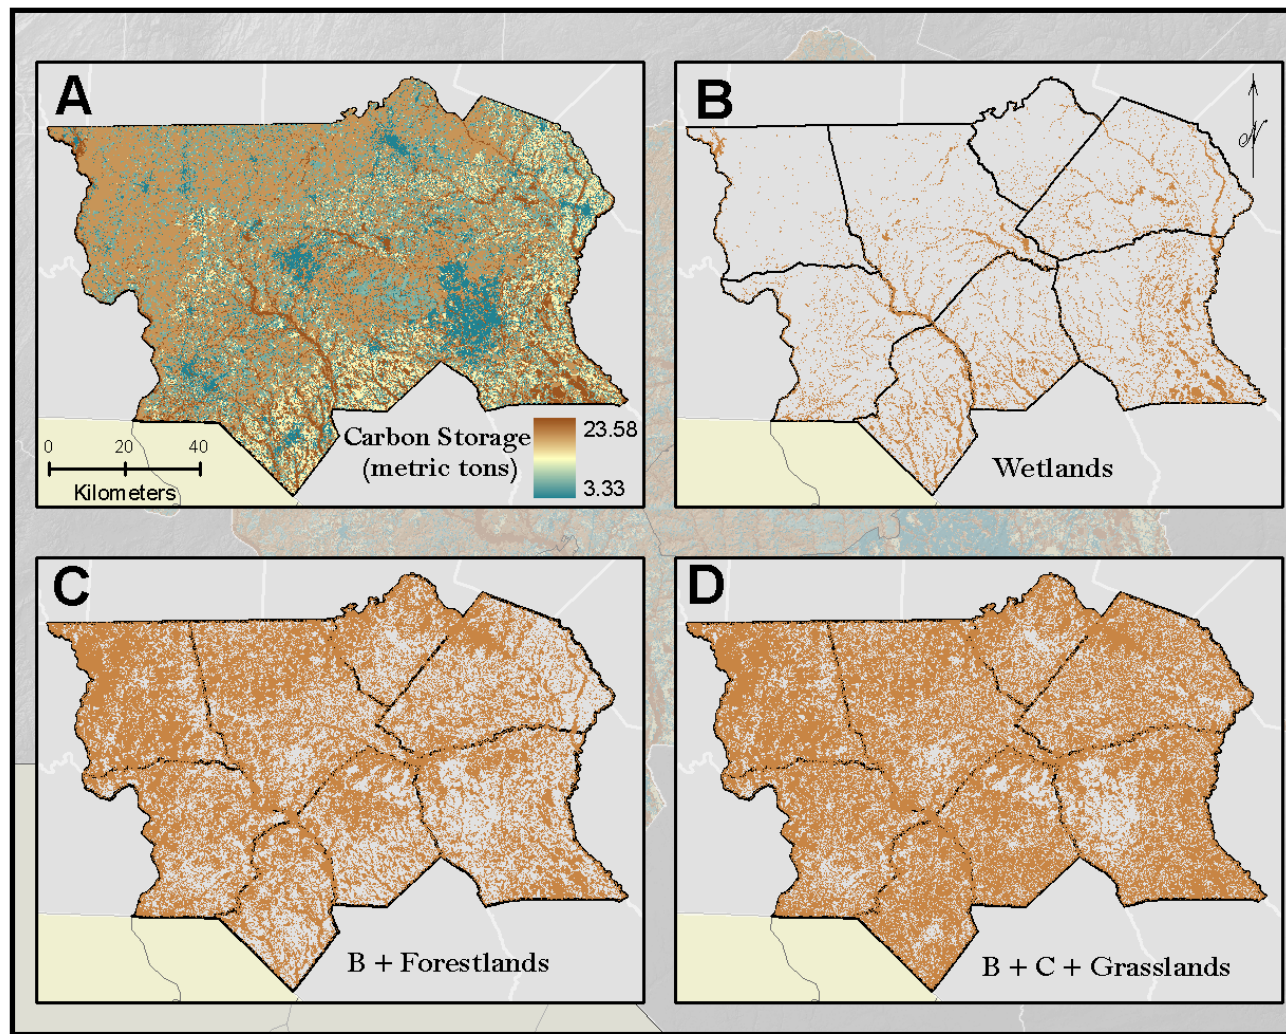 A
B
N
Carbon Storage
(metric tons)
23.58
3.33
0 20 40
Kilometers
Wetlands
C
D
B + Forestlands
B + C + Grasslands